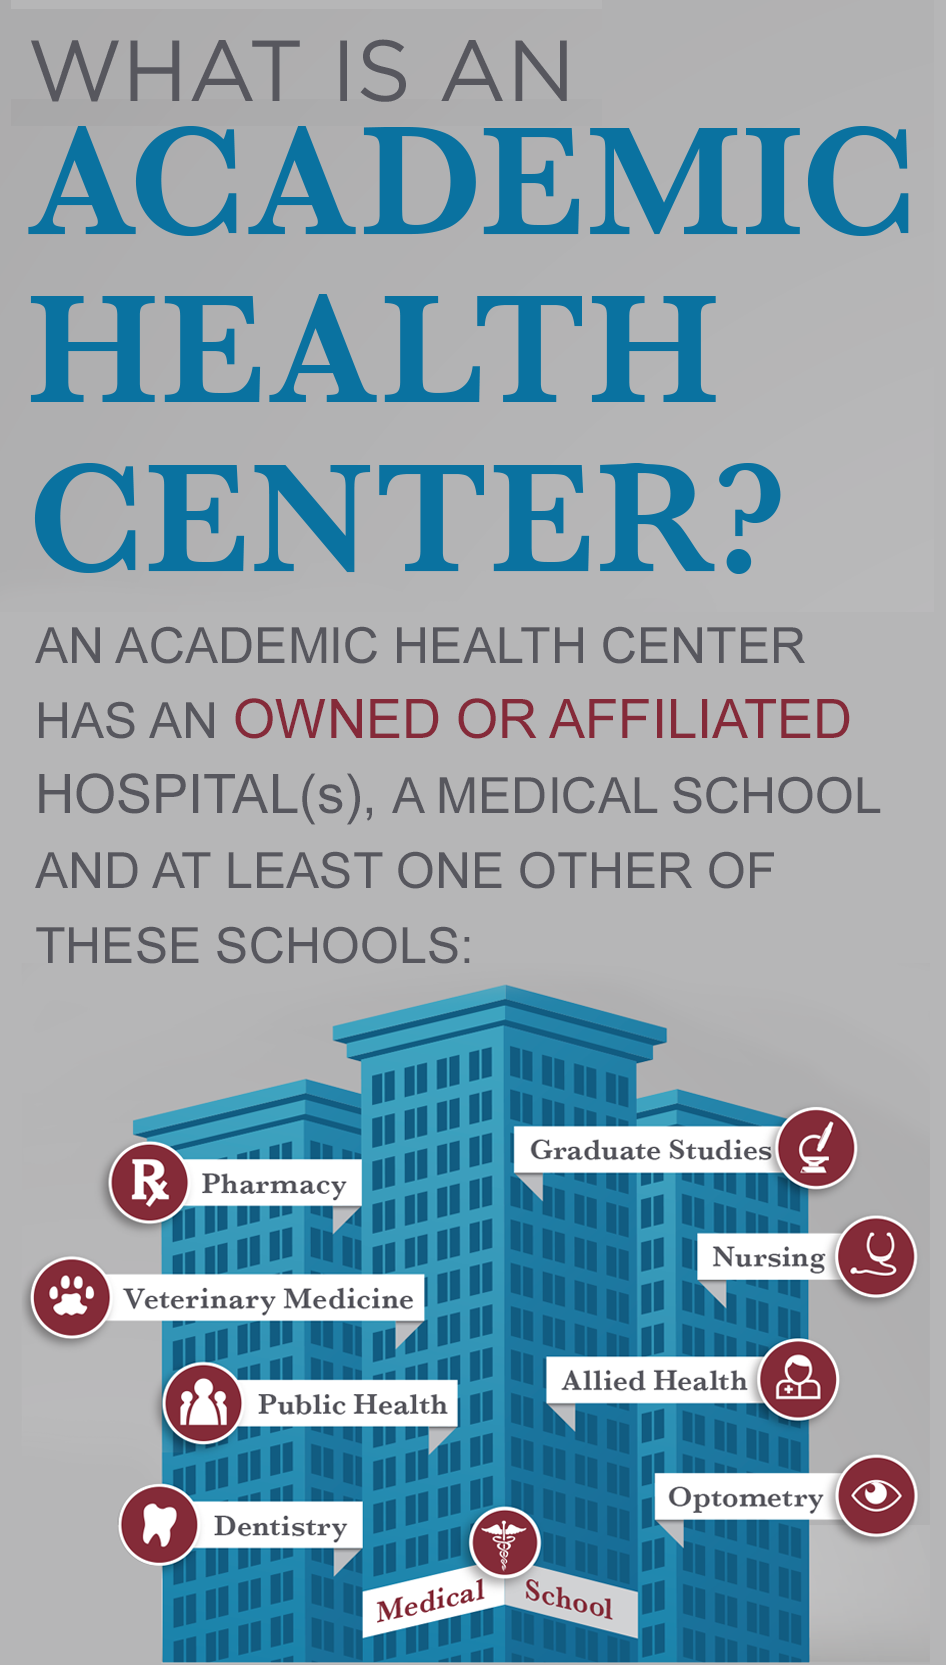 WHAT IS AN
ACADEMIC
HEALTH
CENTER?
AN ACADEMIC HEALTH CENTER
HAS AN OWNED OR AFFILIATED
HOSPITAL(s), A MEDICAL SCHOOL
AND AT LEAST ONE OTHER OF
THESE SCHOOLS:
Graduate Studies
Rx Pharmacy
Nursing
Veterinary Medicine
Allied Health
Public Health
Optometry
Dentistry
Medical School